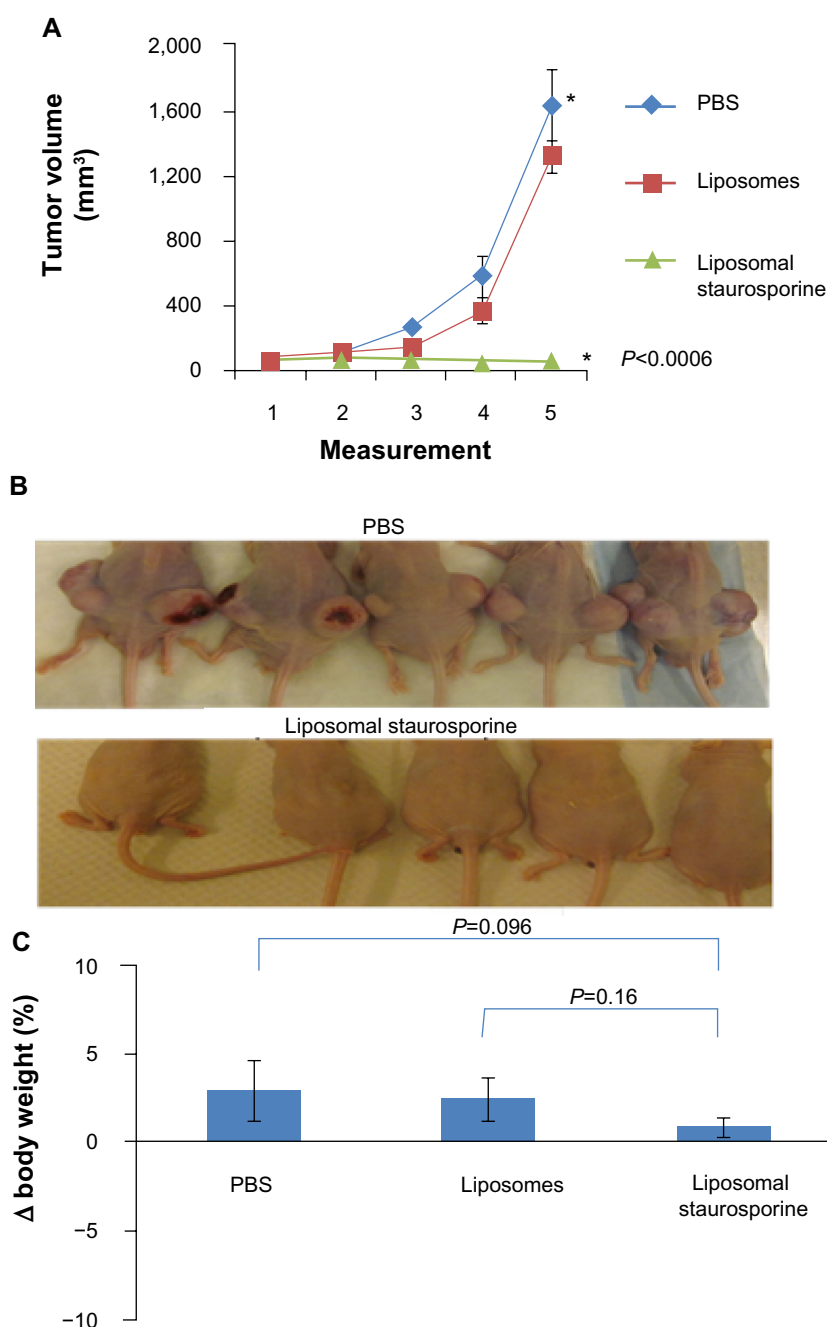 A
2,000
1,600
1,200
800
400
0
Tumor volume
(mm³)
*
*
P<0.0006
1 2 3 4 5
Measurement
PBS
Liposomes
Liposomal
staurosporine
B
PBS
Liposomal staurosporine
C
P=0.096
P=0.16
10
5
0
−5
−10
Δ body weight (%)
PBS
Liposomes
Liposomal
staurosporine